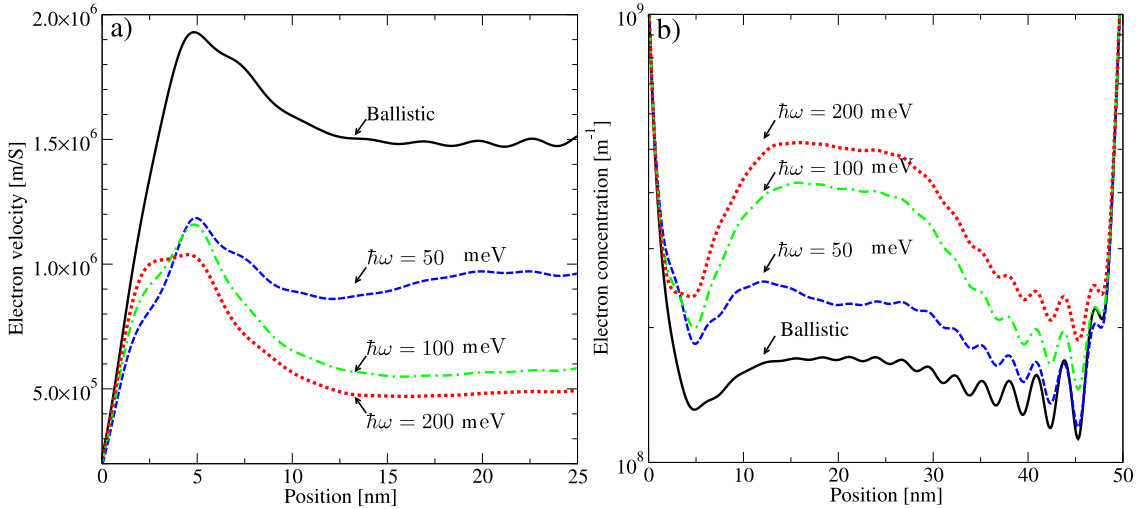 a)
Electron velocity [m/S]
2.0×10⁶
1.5×10⁶
1.0×10⁶
5.0×10⁵
Ballistic
ħω = 50 meV
ħω = 100 meV
ħω = 200 meV
0 5 10 15 20 25
Position [nm]
b)
Electron concentration [m⁻¹]
10⁹
10⁸
ħω = 200 meV
ħω = 100 meV
ħω = 50 meV
Ballistic
0 10 20 30 40 50
Position [nm]